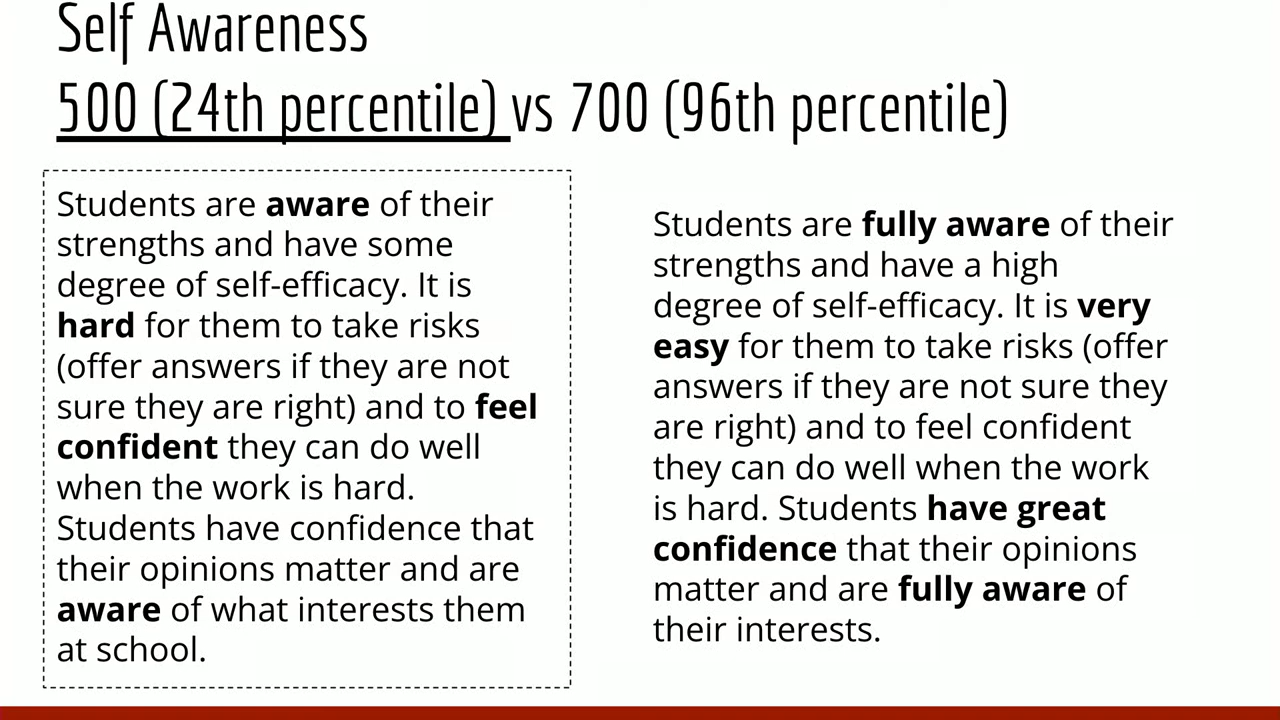 Self Awareness
500 (24th percentile) vs 700 (96th percentile)
Students are aware of their
strengths and have some
degree of self-efficacy. It is
hard for them to take risks
(offer answers if they are not
sure they are right) and to feel
confident they can do well
when the work is hard.
Students have confidence that
their opinions matter and are
aware of what interests them
at school.
Students are fully aware of their
strengths and have a high
degree of self-efficacy. It is very
easy for them to take risks (offer
answers if they are not sure they
are right) and to feel confident
they can do well when the work
is hard. Students have great
confidence that their opinions
matter and are fully aware of
their interests.